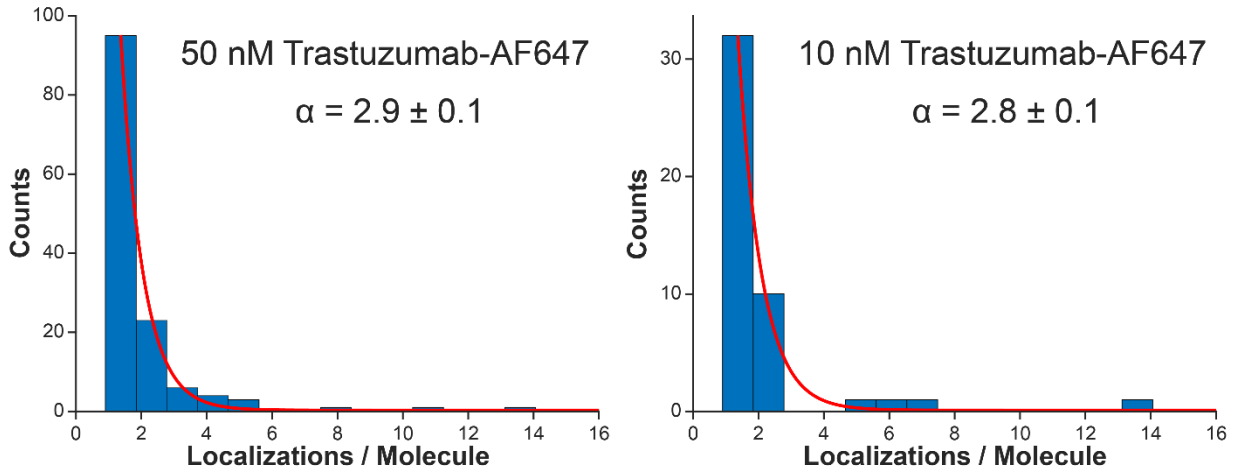 50 nM Trastuzumab-AF647
α = 2.9 ± 0.1
Counts
100
80
60
40
20
0
0 2 4 6 8 10 12 14 16
Localizations / Molecule
10 nM Trastuzumab-AF647
α = 2.8 ± 0.1
Counts
30
20
10
0
0 2 4 6 8 10 12 14 16
Localizations / Molecule